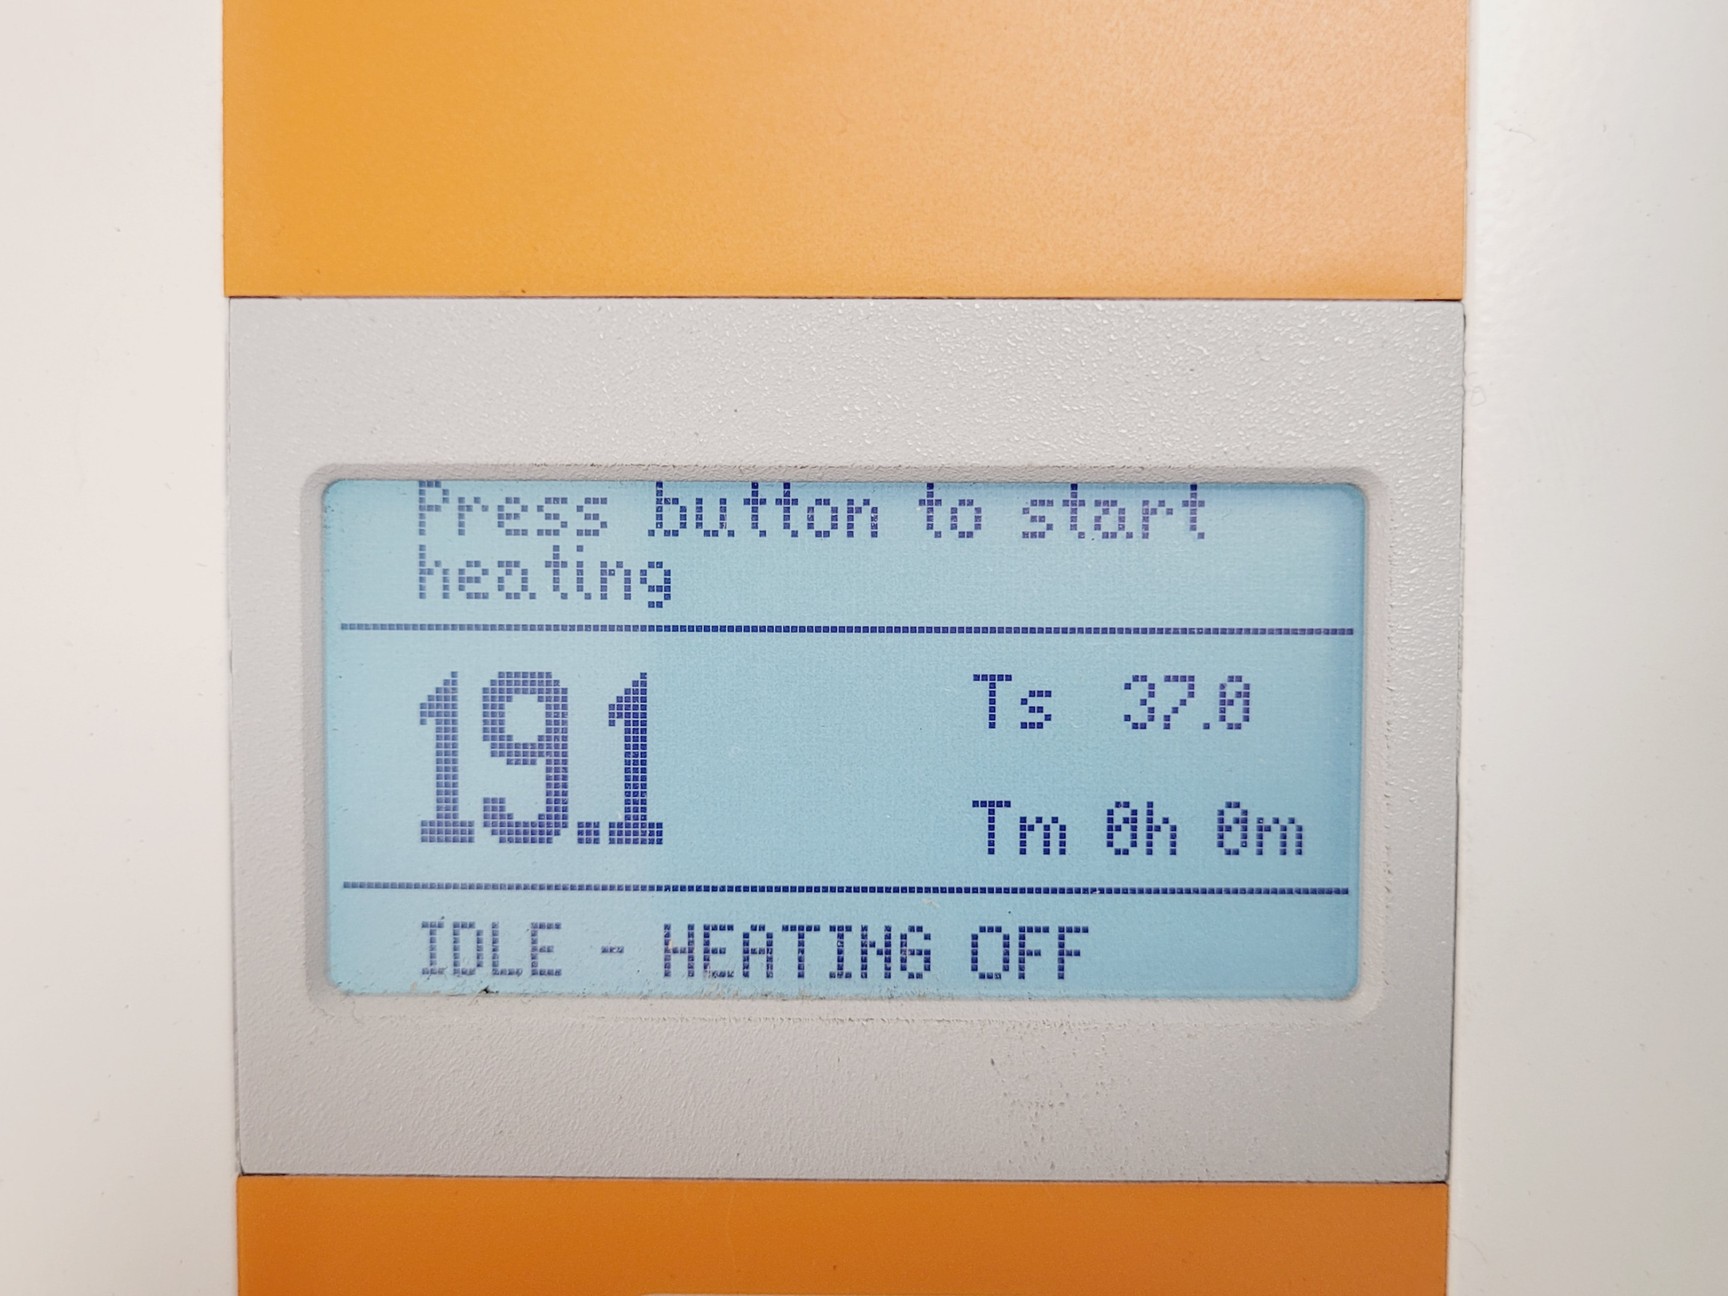 Press button to start
heating
19.1
Ts 37.0
Tm 0h 0m
IDLE - HEATING OFF